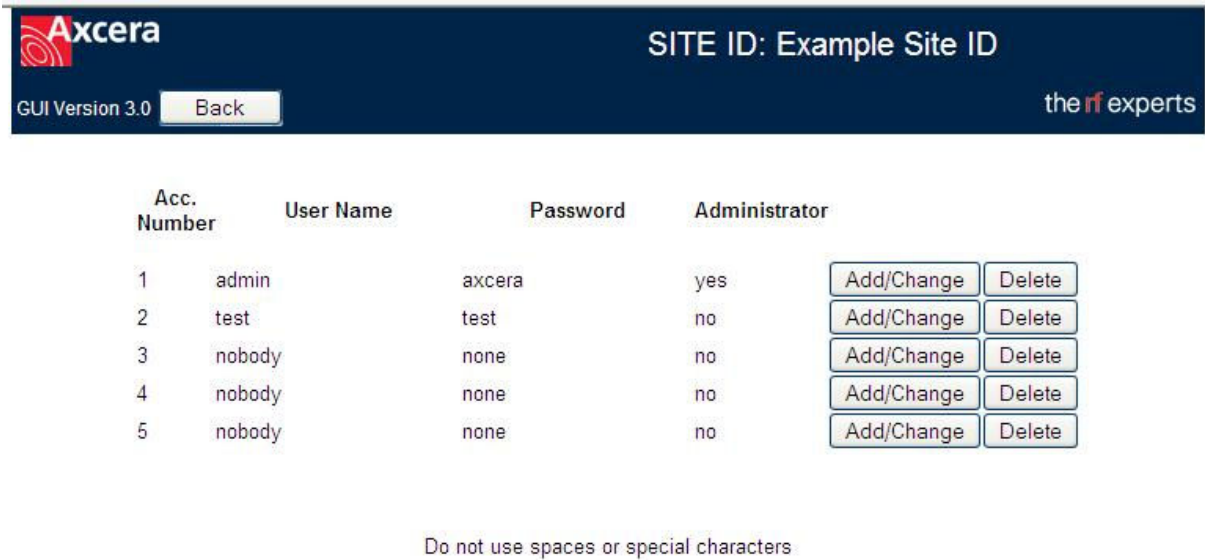 Axcera
SITE ID: Example Site ID
GUI Version 3.0 Back
the rf experts
Acc. Number User Name Password Administrator
1 admin axcera yes Add/Change Delete
2 test test no Add/Change Delete
3 nobody none no Add/Change Delete
4 nobody none no Add/Change Delete
5 nobody none no Add/Change Delete
Do not use spaces or special characters